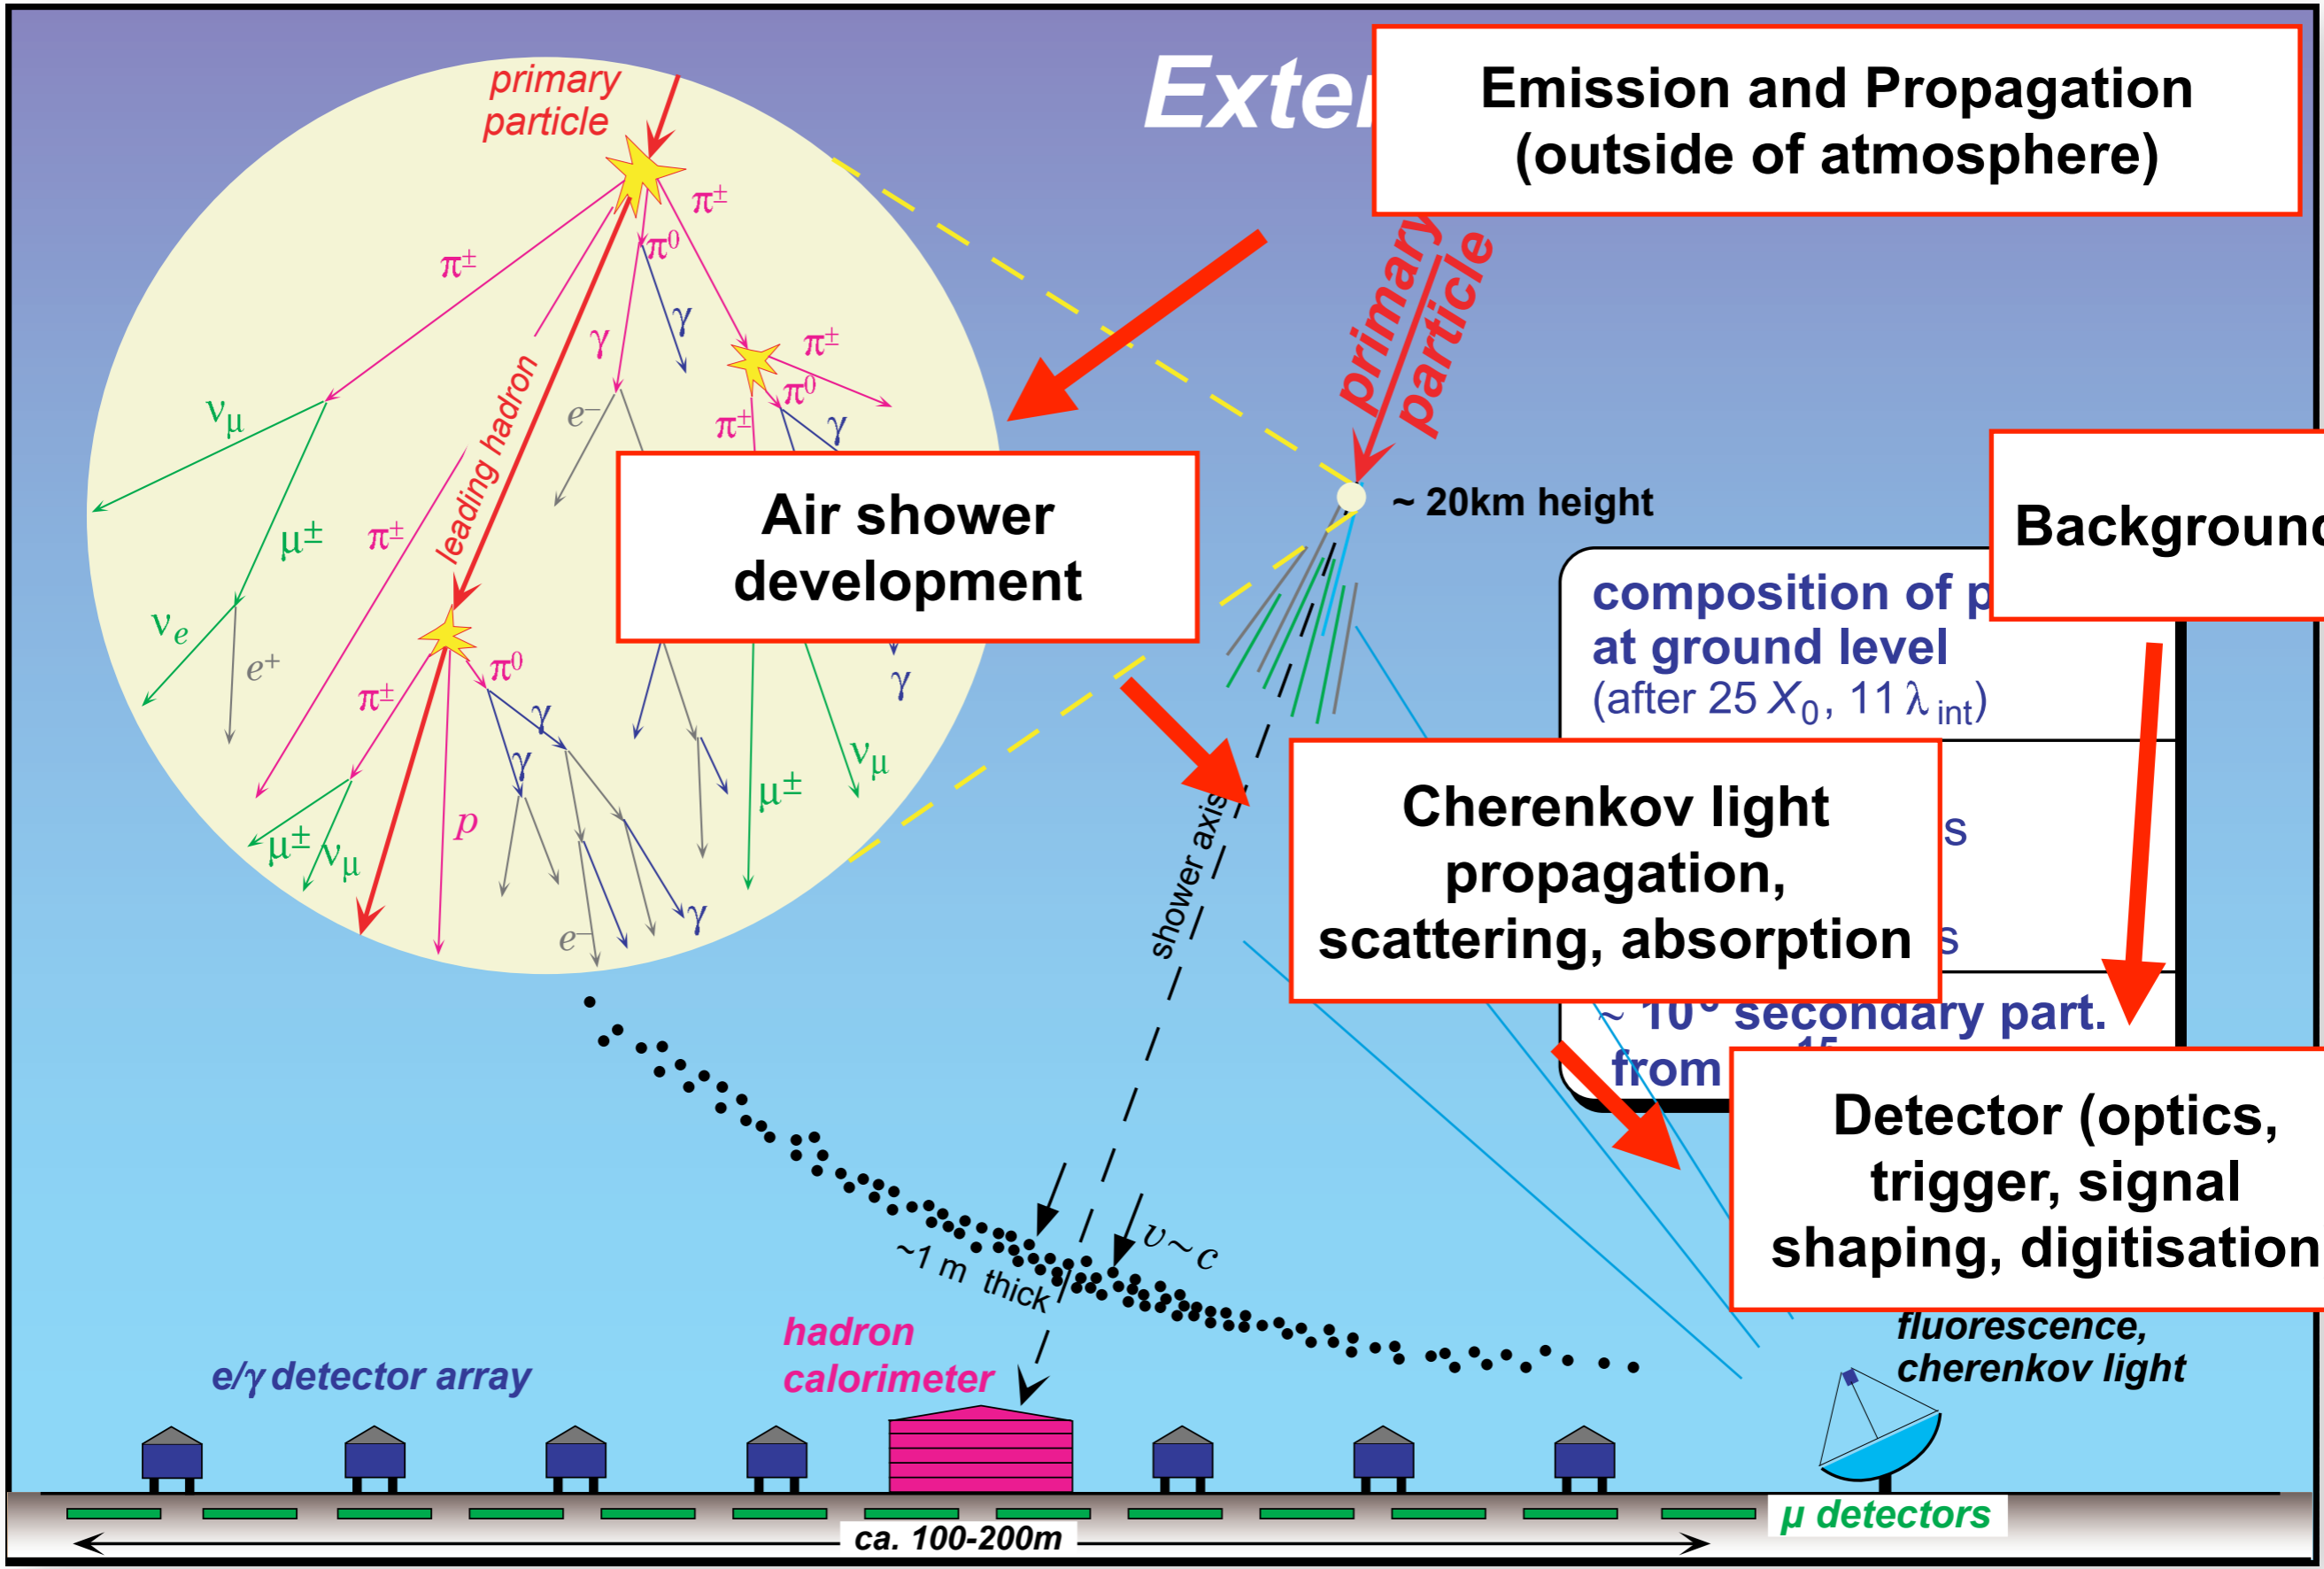 Exte
Emission and Propagation
(outside of atmosphere)
primary
particle
π±
π0
π±
γ
γ
π±
π0
π±
γ
e–
νμ
leading hadron
μ±
π±
primary
particle
~ 20km height
Air shower
development
Background
composition of p
at ground level
(after 25 X0, 11 λ int)
νe
e+
π0
π±
γ
γ
γ
νμ
μ±
p
μ±
νμ
γ
e–
shower axis
Cherenkov light
propagation,
scattering, absorption
s
s
~ 10 secondary part.
from 15
Detector (optics,
trigger, signal
shaping, digitisation
υ~c
~1 m thick
hadron
calorimeter
e/γ detector array
fluorescence,
cherenkov light
μ detectors
ca. 100-200m